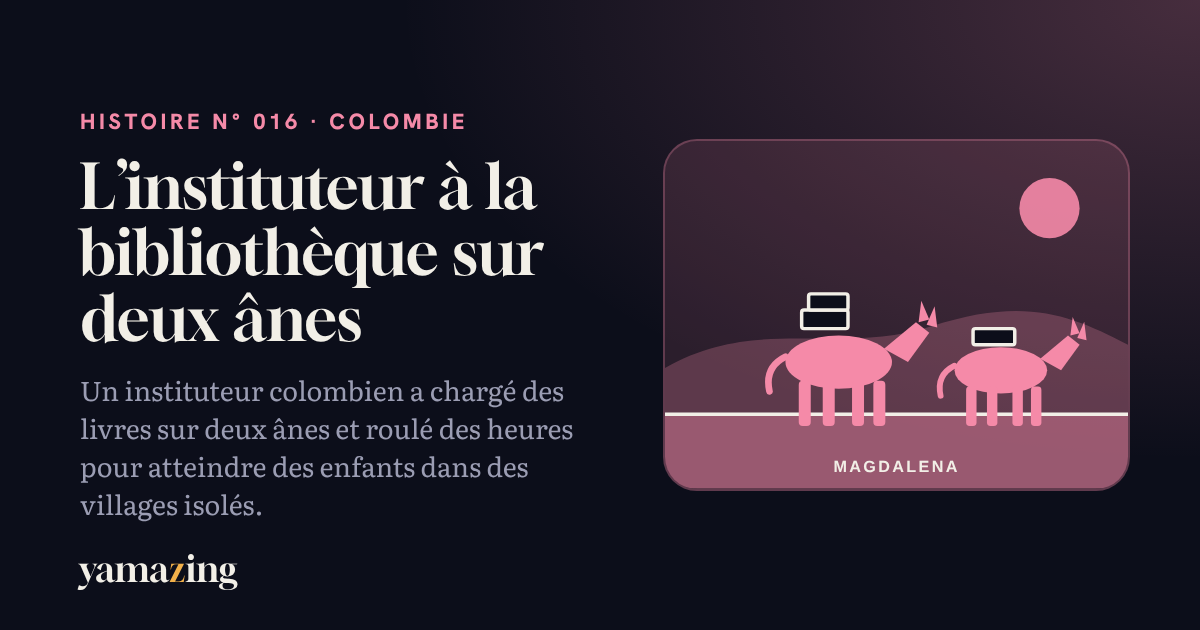 HISTOIRE N° 016 · COLOMBIE
L’instituteur à la
bibliothèque sur
deux ânes
Un instituteur colombien a chargé des
livres sur deux ânes et roulé des heures
pour atteindre des enfants dans des
villages isolés.
yamazing
MAGDALENA